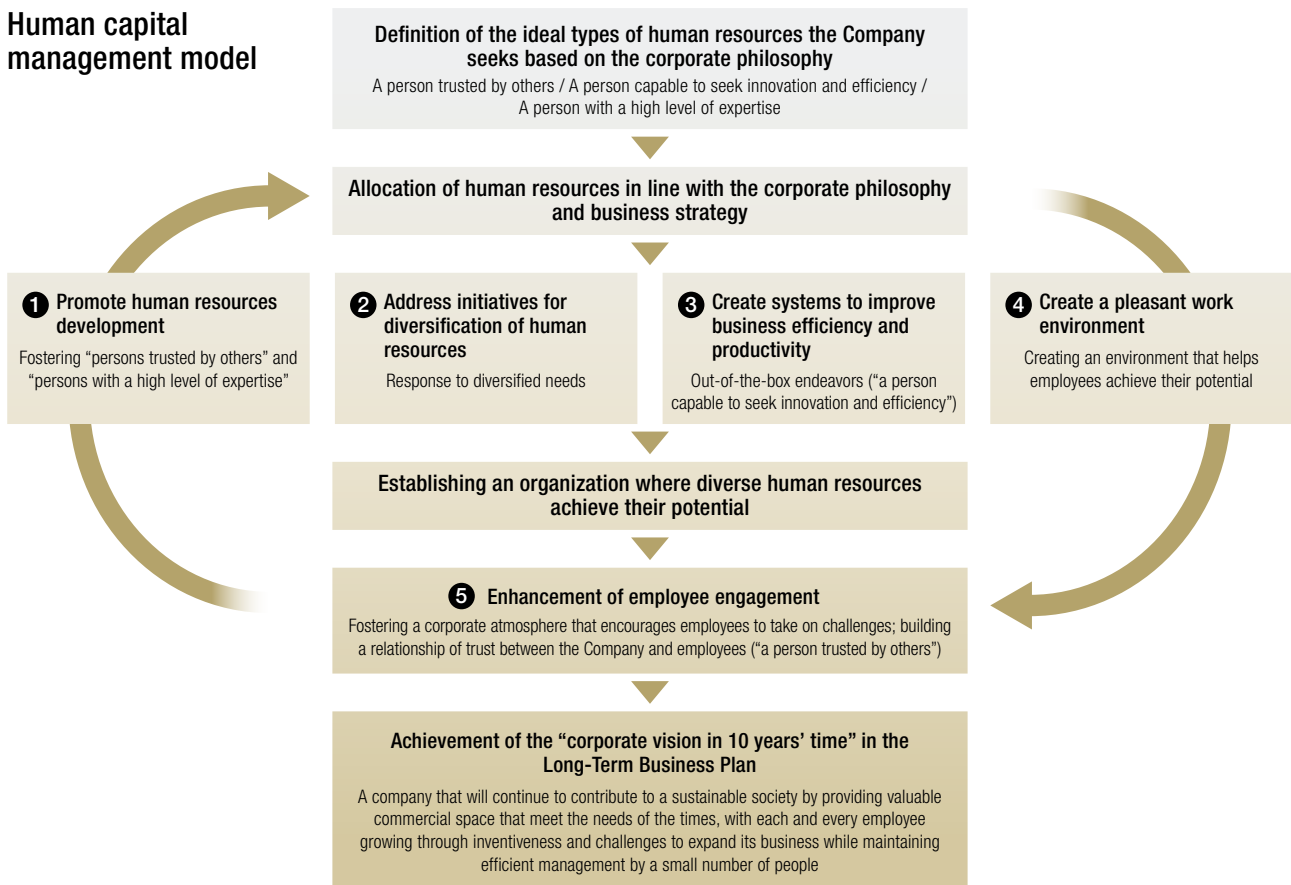 Human capital
management model
Definition of the ideal types of human resources the Company
seeks based on the corporate philosophy
A person trusted by others / A person capable to seek innovation and efficiency /
A person with a high level of expertise
Allocation of human resources in line with the corporate philosophy
and business strategy
1 Promote human resources
development
Fostering “persons trusted by others” and
“persons with a high level of expertise”
2 Address initiatives for
diversification of human
resources
Response to diversified needs
3 Create systems to improve
business efficiency and
productivity
Out-of-the-box endeavors (“a person
capable to seek innovation and efficiency”)
4 Create a pleasant work
environment
Creating an environment that helps
employees achieve their potential
Establishing an organization where diverse human resources
achieve their potential
5 Enhancement of employee engagement
Fostering a corporate atmosphere that encourages employees to take on challenges; building
a relationship of trust between the Company and employees (“a person trusted by others”)
Achievement of the “corporate vision in 10 years’ time” in the
Long-Term Business Plan
A company that will continue to contribute to a sustainable society by providing valuable
commercial space that meet the needs of the times, with each and every employee
growing through inventiveness and challenges to expand its business while maintaining
efficient management by a small number of people